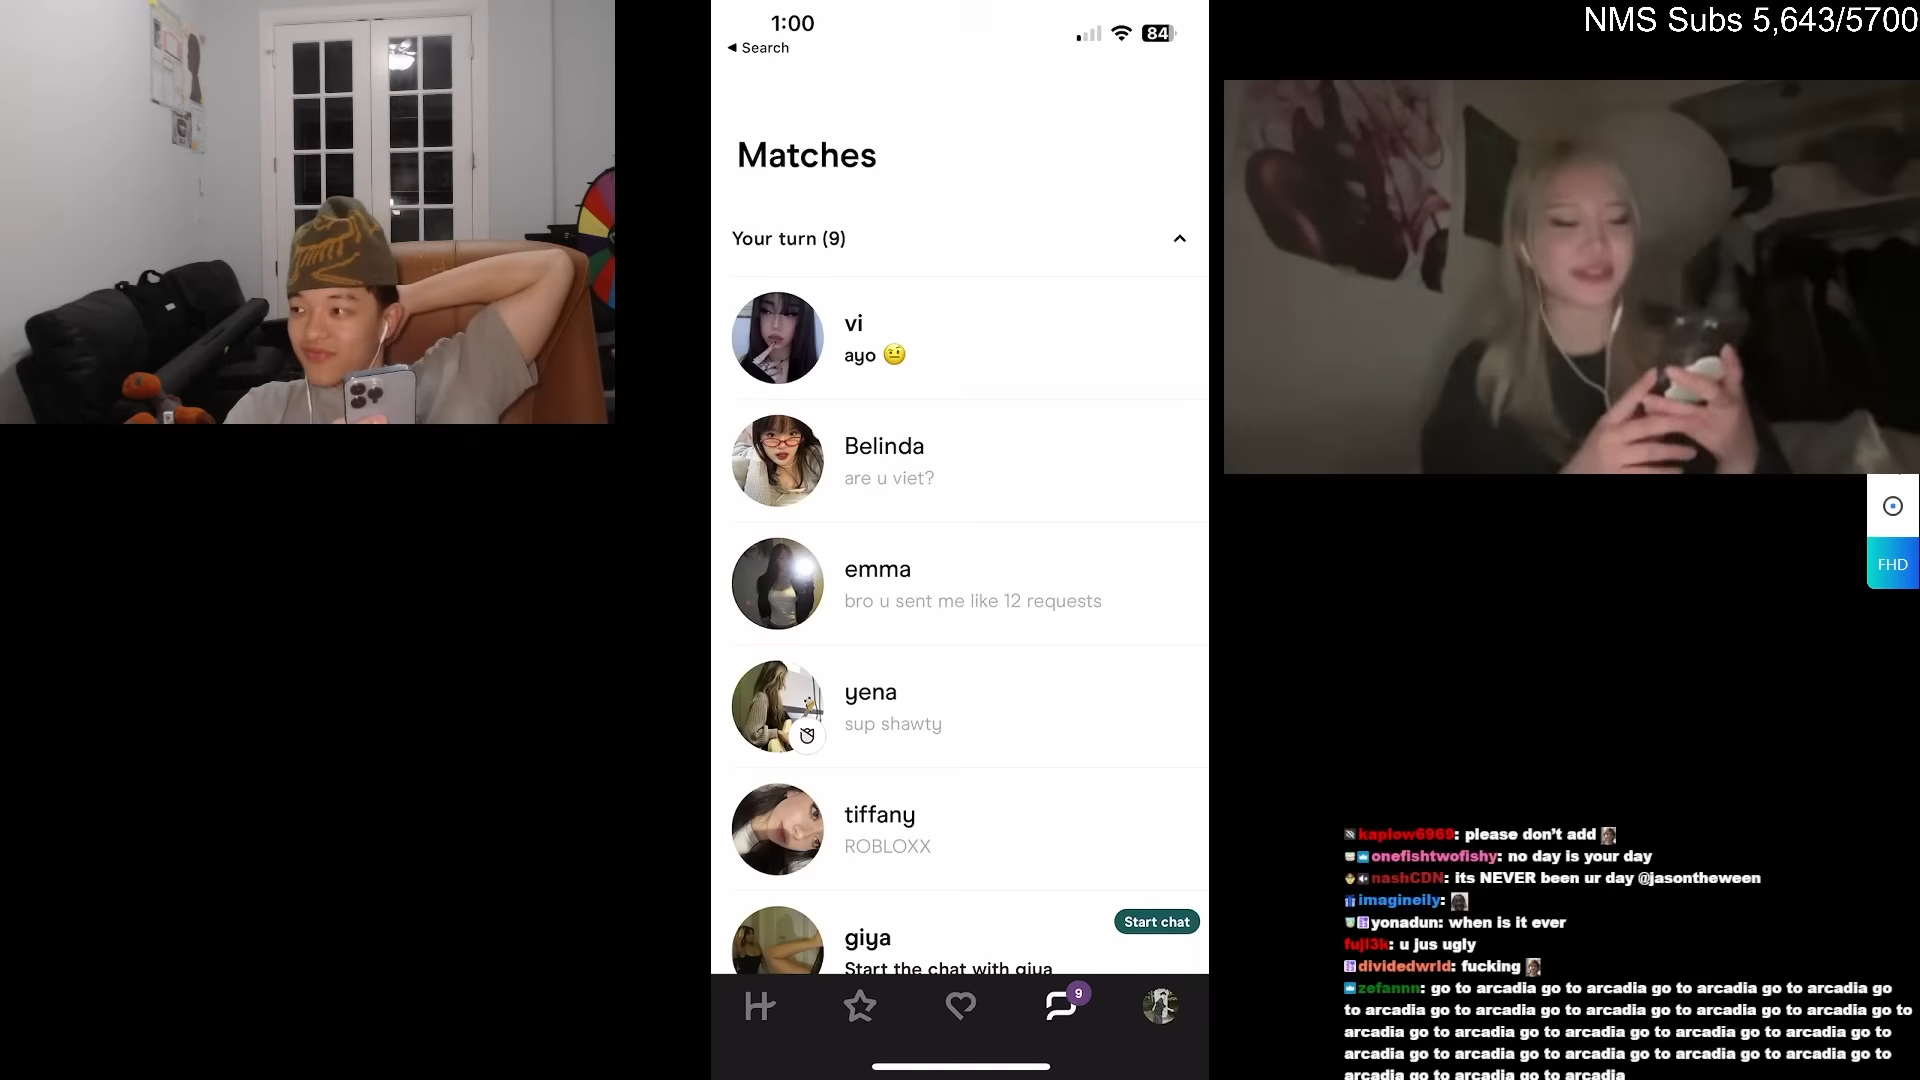 NMS Subs 5,643/5700
1:00
84
◄ Search
Matches
Your turn (9)
vi
ayo 🤨
Belinda
are u viet?
emma
bro u sent me like 12 requests
yena
sup shawty
tiffany
ROBLOXX
giya
Start chat
Start the chat with giya
9
FHD
kaplow6969: please don't add
onefishtwofishy: no day is your day
nashCDN: its NEVER been ur day @jasontheween
imagineily:
yonadun: when is it ever
fujl3k: u jus ugly
dividedwrld: fucking
zefannn: go to arcadia go to arcadia go to arcadia go to arcadia go
to arcadia go to arcadia go to arcadia go to arcadia go to arcadia go to
arcadia go to arcadia go to arcadia go to arcadia go to arcadia go to
arcadia go to arcadia go to arcadia go to arcadia go to arcadia go to
arcadia go to arcadia go to arcadia